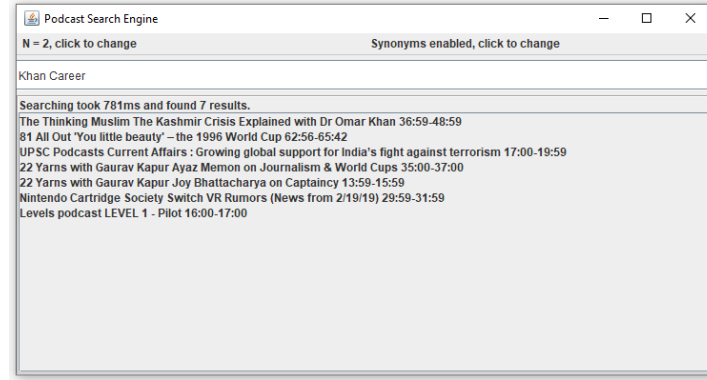 Podcast Search Engine
N = 2, click to change Synonyms enabled, click to change
Khan Career
Searching took 781ms and found 7 results.
The Thinking Muslim The Kashmir Crisis Explained with Dr Omar Khan 36:59-48:59
81 All Out 'You little beauty' – the 1996 World Cup 62:56-65:42
UPSC Podcasts Current Affairs : Growing global support for India's fight against terrorism 17:00-19:59
22 Yarns with Gaurav Kapur Ayaz Memon on Journalism & World Cups 35:00-37:00
22 Yarns with Gaurav Kapur Joy Bhattacharya on Captaincy 13:59-15:59
Nintendo Cartridge Society Switch VR Rumors (News from 2/19/19) 29:59-31:59
Levels podcast LEVEL 1 - Pilot 16:00-17:00